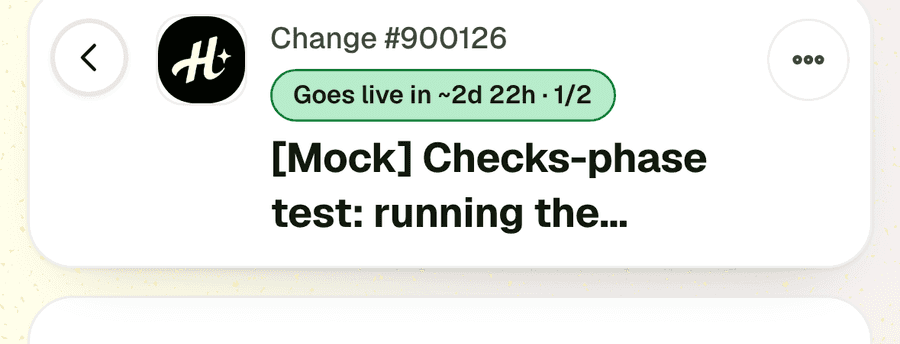 H
Change #900126
Goes live in ~2d 22h · 1/2
[Mock] Checks-phase
test: running the...